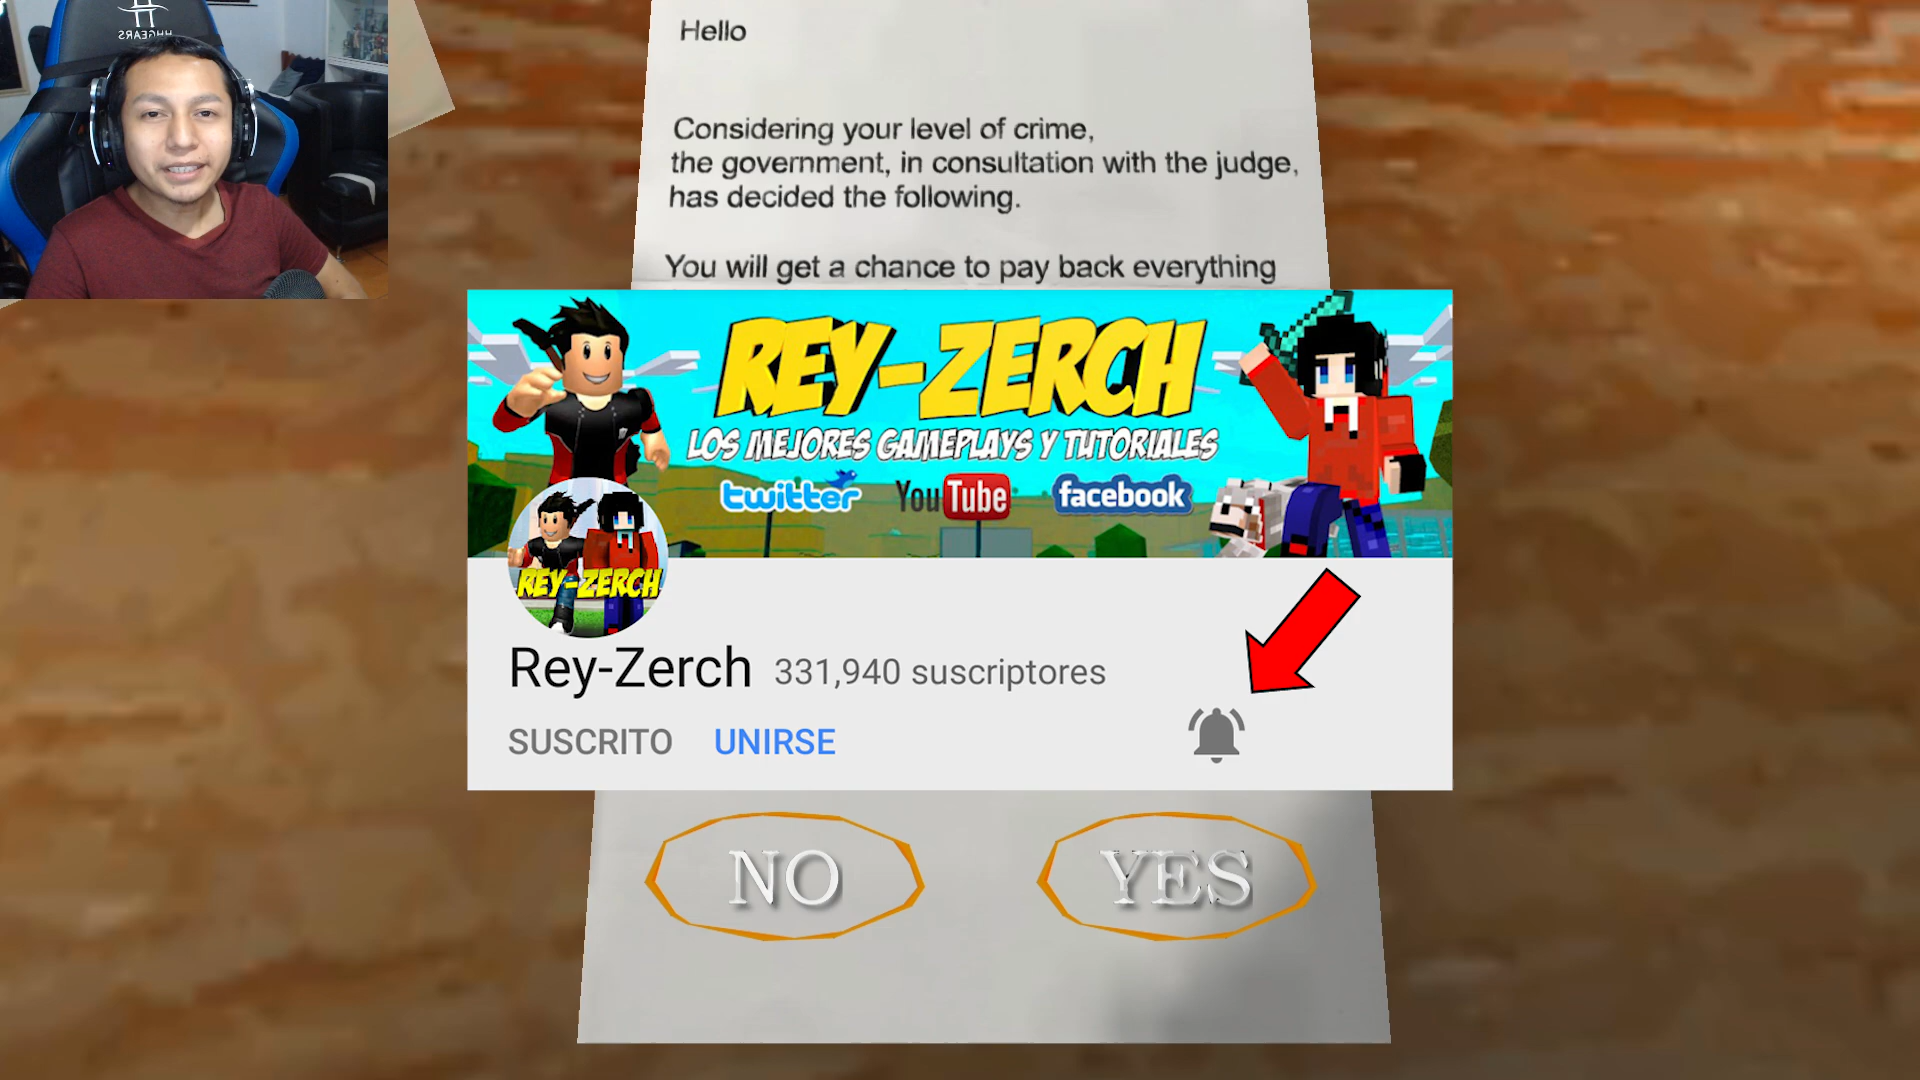 HHGEARS
Hello
Considering your level of crime,
the government, in consultation with the judge,
has decided the following.
You will get a chance to pay back everything
REY-ZERCH
LOS MEJORES GAMEPLAYS Y TUTORIALES
twitter
YouTube
facebook
REY-ZERCH
Rey-Zerch 331,940 suscriptores
SUSCRITO UNIRSE
NO YES